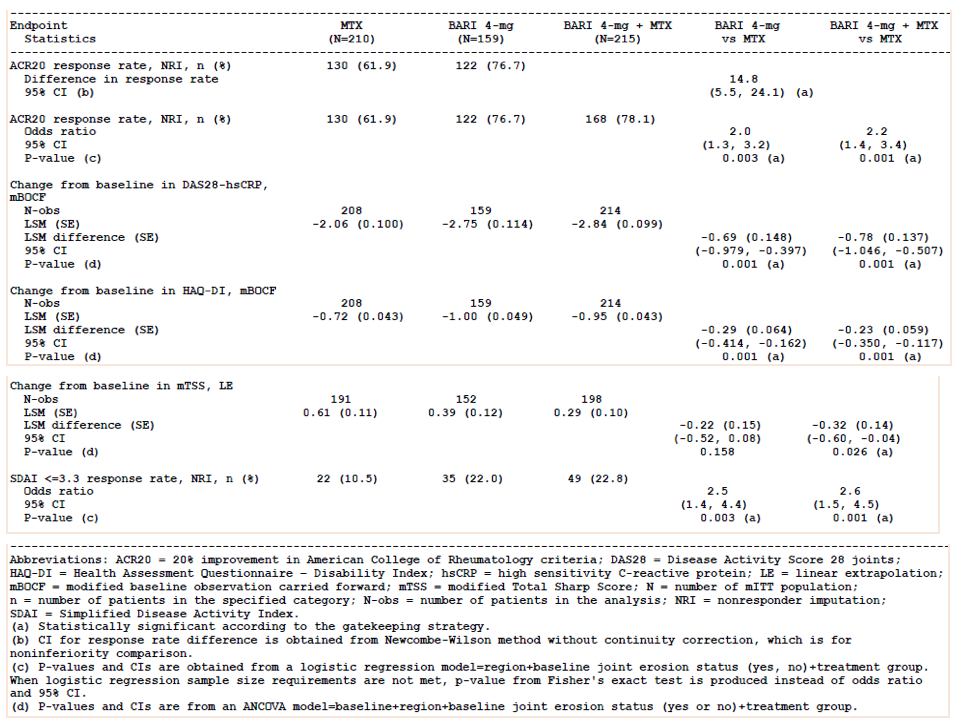 Endpoint MTX BARI 4-mg BARI 4-mg + MTX BARI 4-mg BARI 4-mg + MTX
Statistics (N=210) (N=159) (N=215) vs MTX vs MTX
ACR20 response rate, NRI, n (%) 130 (61.9) 122 (76.7)
Difference in response rate 14.8
95% CI (b) (5.5, 24.1) (a)
ACR20 response rate, NRI, n (%) 130 (61.9) 122 (76.7) 168 (78.1)
Odds ratio 2.0 2.2
95% CI (1.3, 3.2) (1.4, 3.4)
P-value (c) 0.003 (a) 0.001 (a)
Change from baseline in DAS28-hsCRP,
mBOCF
N-obs 208 159 214
LSM (SE) -2.06 (0.100) -2.75 (0.114) -2.84 (0.099)
LSM difference (SE) -0.69 (0.148) -0.78 (0.137)
95% CI (-0.979, -0.397) (-1.046, -0.507)
P-value (d) 0.001 (a) 0.001 (a)
Change from baseline in HAQ-DI, mBOCF
N-obs 208 159 214
LSM (SE) -0.72 (0.043) -1.00 (0.049) -0.95 (0.043)
LSM difference (SE) -0.29 (0.064) -0.23 (0.059)
95% CI (-0.414, -0.162) (-0.350, -0.117)
P-value (d) 0.001 (a) 0.001 (a)
Change from baseline in mTSS, LE
N-obs 191 152 198
LSM (SE) 0.61 (0.11) 0.39 (0.12) 0.29 (0.10)
LSM difference (SE) -0.22 (0.15) -0.32 (0.14)
95% CI (-0.52, 0.08) (-0.60, -0.04)
P-value (d) 0.158 0.026 (a)
SDAI <=3.3 response rate, NRI, n (%) 22 (10.5) 35 (22.0) 49 (22.8)
Odds ratio 2.5 2.6
95% CI (1.4, 4.4) (1.5, 4.5)
P-value (c) 0.003 (a) 0.001 (a)
Abbreviations: ACR20 = 20% improvement in American College of Rheumatology criteria; DAS28 = Disease Activity Score 28 joints;
HAQ-DI = Health Assessment Questionnaire – Disability Index; hsCRP = high sensitivity C-reactive protein; LE = linear extrapolation;
mBOCF = modified baseline observation carried forward; mTSS = modified Total Sharp Score; N = number of mITT population;
n = number of patients in the specified category; N-obs = number of patients in the analysis; NRI = nonresponder imputation;
SDAI = Simplified Disease Activity Index.
(a) Statistically significant according to the gatekeeping strategy.
(b) CI for response rate difference is obtained from Newcombe-Wilson method without continuity correction, which is for
noninferiority comparison.
(c) P-values and CIs are obtained from a logistic regression model=region+baseline joint erosion status (yes, no)+treatment group.
When logistic regression sample size requirements are not met, p-value from Fisher's exact test is produced instead of odds ratio
and 95% CI.
(d) P-values and CIs are from an ANCOVA model=baseline+region+baseline joint erosion status (yes or no)+treatment group.